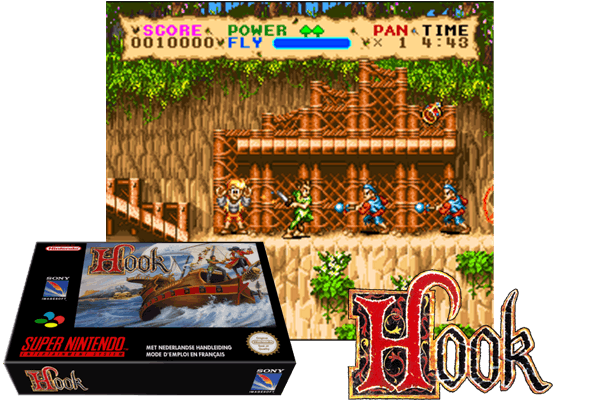 SCORE POWER PAN TIME
0010000 FLY × 1 4:43
Nintendo
Hook
SONY
IMAGESOFT
SUPER NINTENDO
ENTERTAINMENT SYSTEM
MET NEDERLANDSE HANDLEIDING
MODE D'EMPLOI EN FRANÇAIS
Hook
SONY
IMAGESOFT
Hook